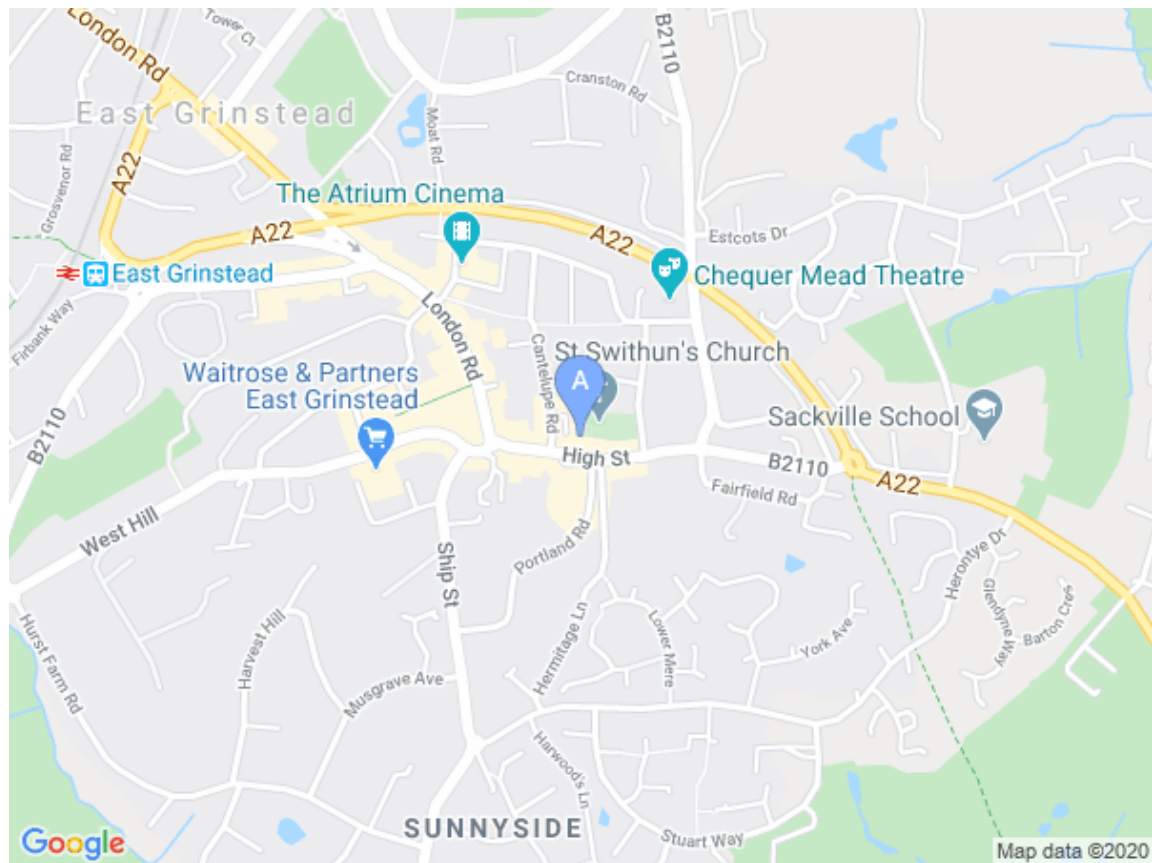 London Rd
Tower Ct
B2110
Cranston Rd
East Grinstead
Moat Rd
Grosvenor Rd
A22
The Atrium Cinema
A22
A22
Estcots Dr
East Grinstead
Chequer Mead Theatre
Firbank Way
London Rd
Cantelupe Rd
St Swithun's Church
A
Waitrose & Partners
East Grinstead
Sackville School
B2110
High St
B2110
A22
Fairfield Rd
West Hill
Portland Rd
Ship St
Herontye Dr
Glendyne Way
Barton Cres
Hurst Farm Rd
Harvest Hill
Hermitage Ln
Lower Mere
York Ave
Musgrave Ave
Harwood's Ln
SUNNYSIDE
Stuart Way
Google
Map data ©2020